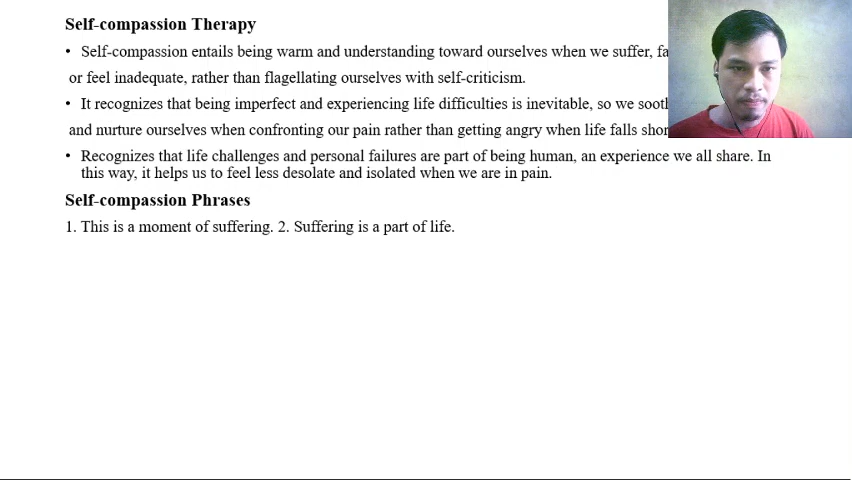 Self-compassion Therapy
• Self-compassion entails being warm and understanding toward ourselves when we suffer,
or feel inadequate, rather than flagellating ourselves with self-criticism.
• It recognizes that being imperfect and experiencing life difficulties is inevitable, so we
and nurture ourselves when confronting our pain rather than getting angry when life falls
• Recognizes that life challenges and personal failures are part of being human, an experience we all share. In
this way, it helps us to feel less desolate and isolated when we are in pain.
Self-compassion Phrases
1. This is a moment of suffering. 2. Suffering is a part of life.